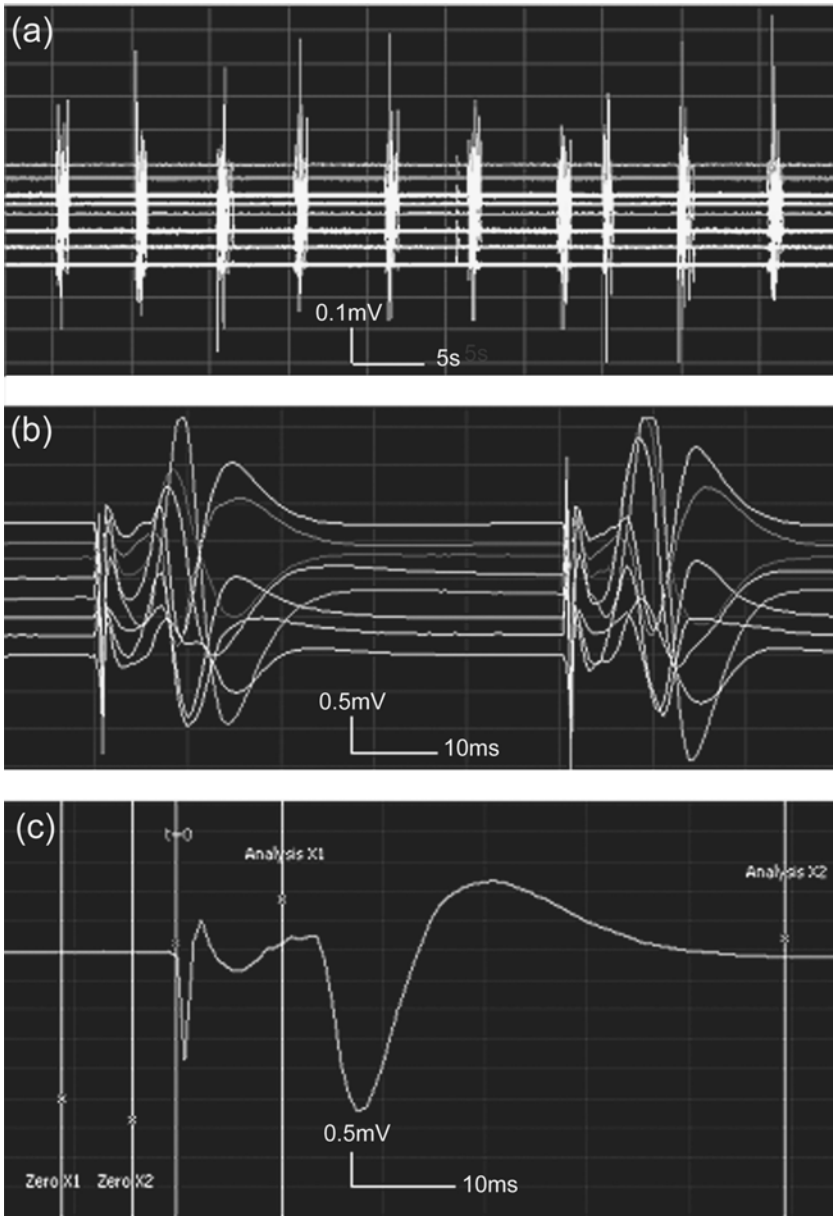 (a)
0.1mV
5s 5s
(b)
0.5mV
10ms
(c)
t=0
Analysis X1
Analysis X2
0.5mV
10ms
Zero X1 Zero X2